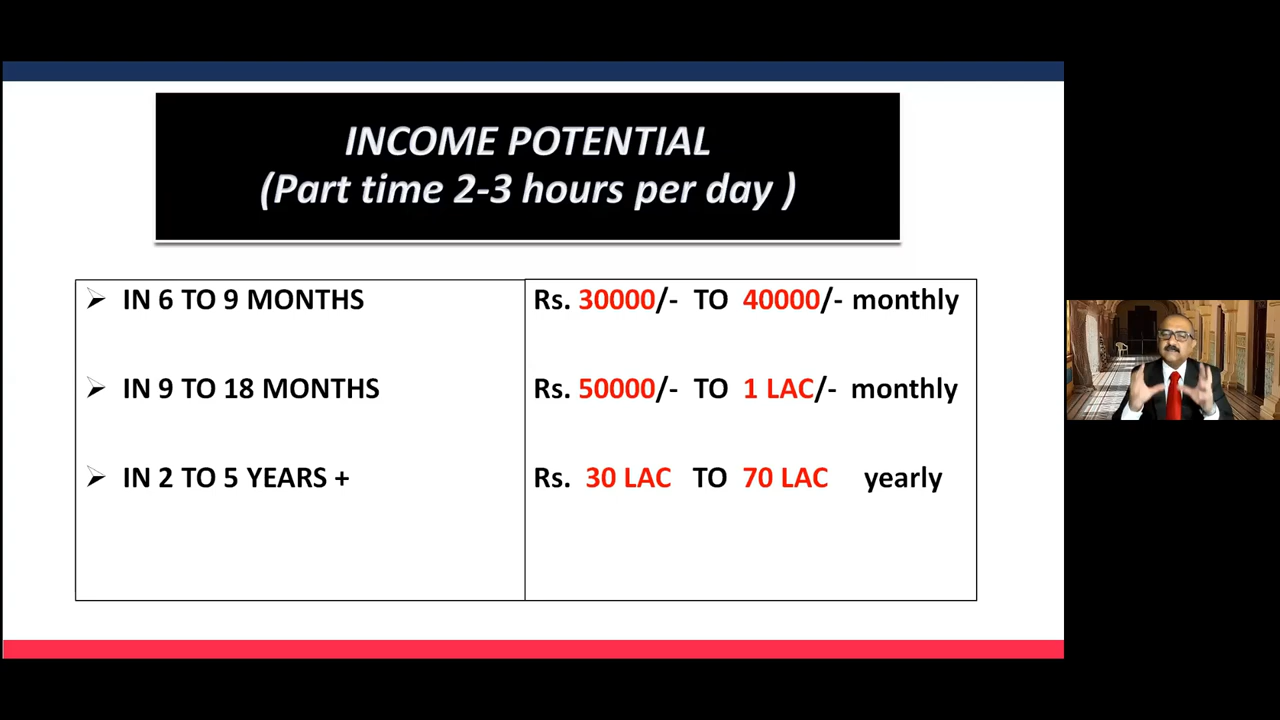 INCOME POTENTIAL
(Part time 2-3 hours per day )
➢ IN 6 TO 9 MONTHS Rs. 30000/- TO 40000/- monthly
➢ IN 9 TO 18 MONTHS Rs. 50000/- TO 1 LAC/- monthly
➢ IN 2 TO 5 YEARS + Rs. 30 LAC TO 70 LAC yearly